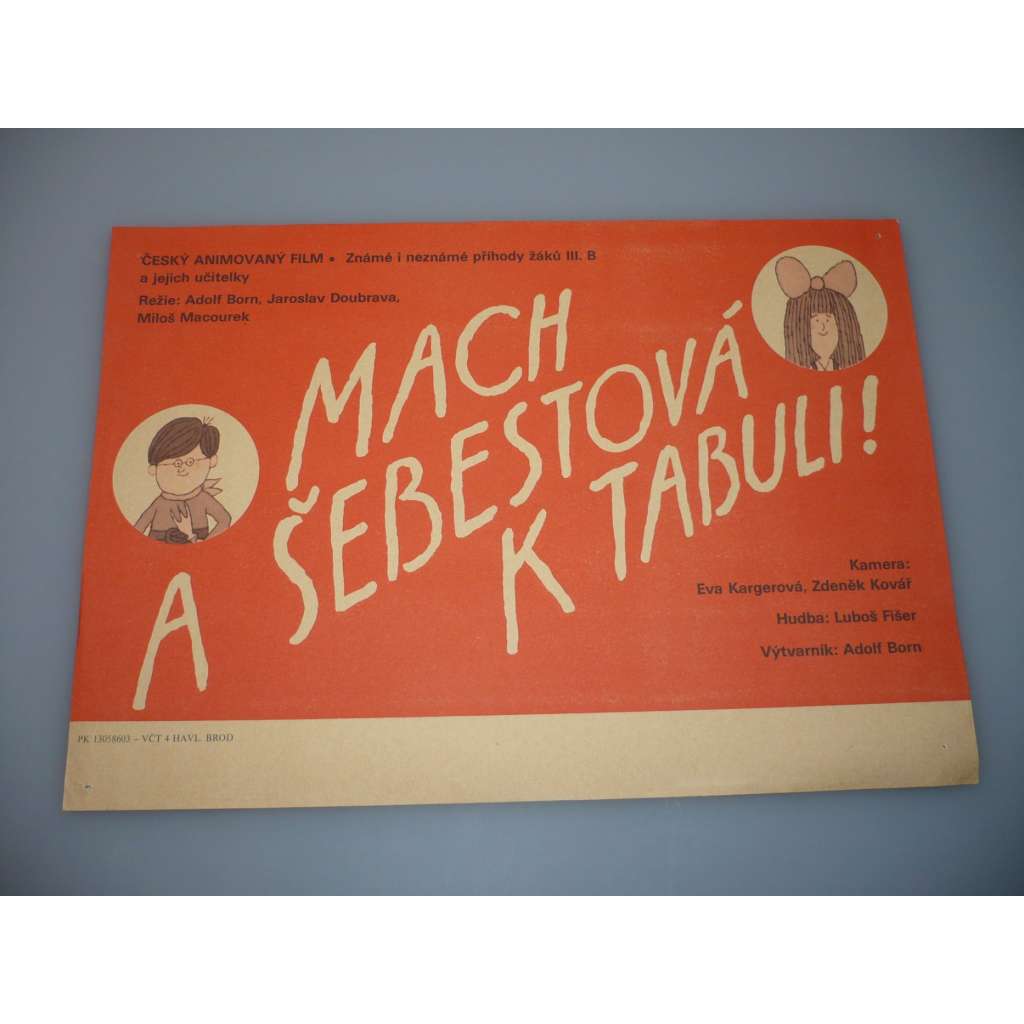 ČESKÝ ANIMOVANÝ FILM • Známé i neznámé příhody žáků III. B
a jejich učitelky
Režie: Adolf Born, Jaroslav Doubrava,
Miloš Macourek
MACH
A ŠEBESTOVÁ
K TABULI!
Kamera:
Eva Kargerová, Zdeněk Kovář
Hudba: Luboš Fišer
Výtvarník: Adolf Born
PK 13058603 – VČT 4 HAVL. BROD